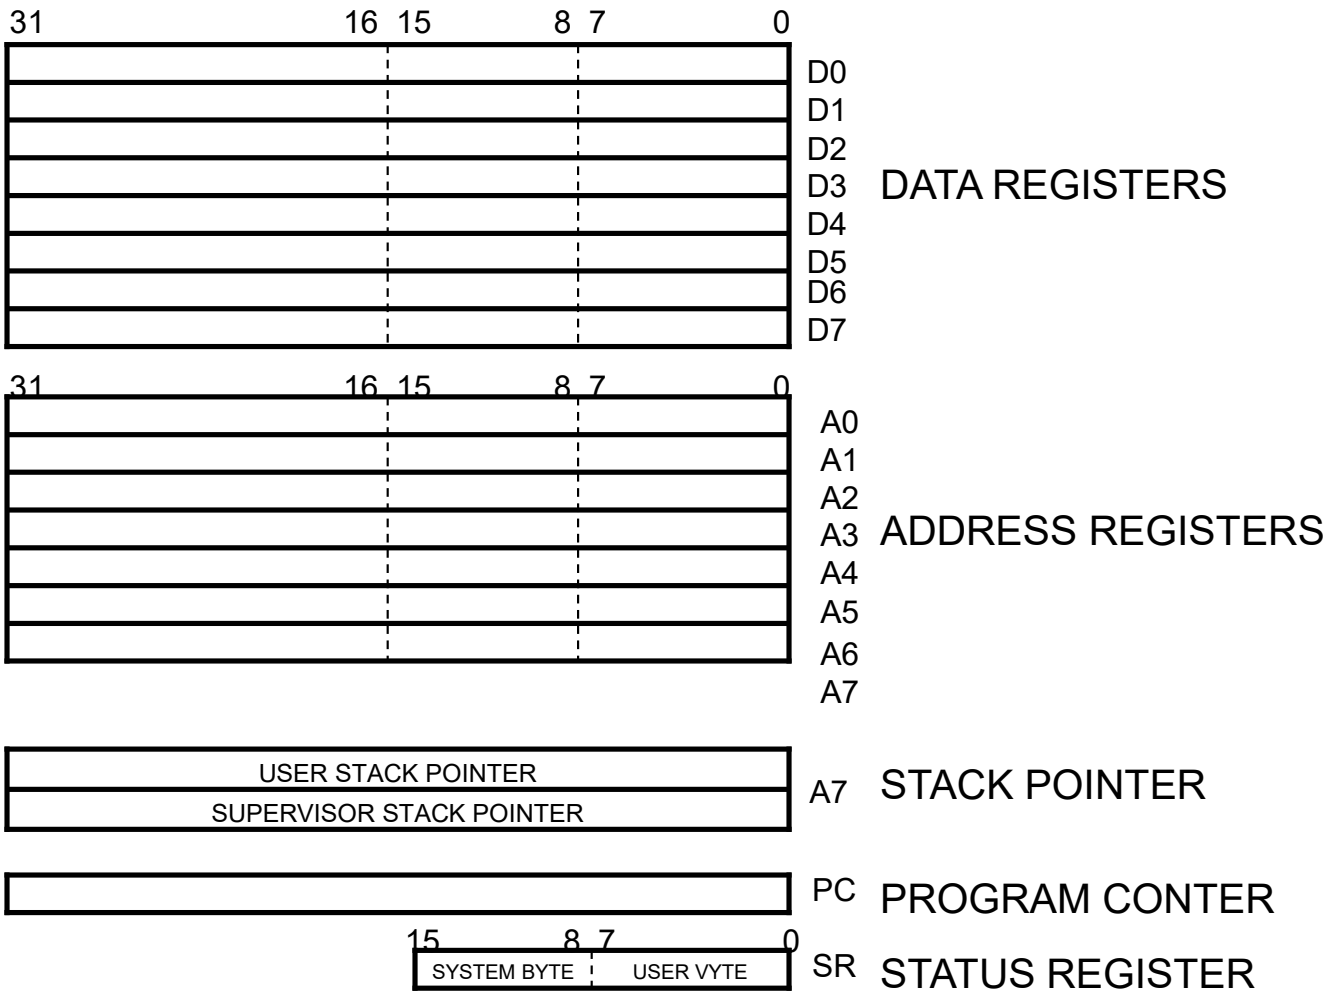 31 16 15 8 7 0
D0
D1
D2
D3 DATA REGISTERS
D4
D5
D6
D7
31 16 15 8 7 0
A0
A1
A2
A3 ADDRESS REGISTERS
A4
A5
A6
A7
USER STACK POINTER
A7 STACK POINTER
SUPERVISOR STACK POINTER
PC PROGRAM CONTER
15 8 7 0
SYSTEM BYTE USER VYTE SR STATUS REGISTER